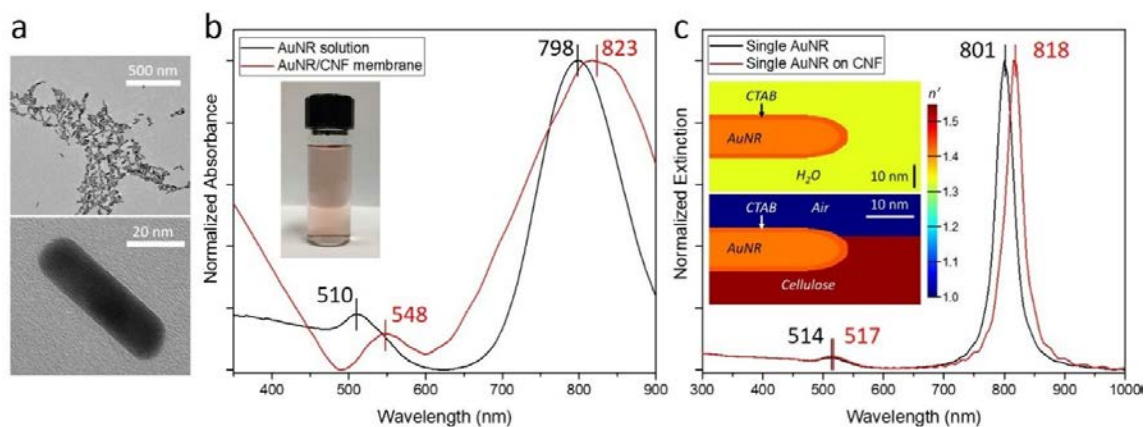 a
500 nm
20 nm
b
AuNR solution
AuNR/CNF membrane
798
823
510
548
Normalized Absorbance
500
600
700
800
900
Wavelength (nm)
c
Single AuNR
Single AuNR on CNF
801
818
n'
CTAB
AuNR
H₂O
10 nm
Air
10 nm
CTAB
AuNR
Cellulose
1.5
1.4
1.3
1.2
1.1
1.0
514
517
Normalized Extinction
300
400
500
600
700
800
900
1000
Wavelength (nm)